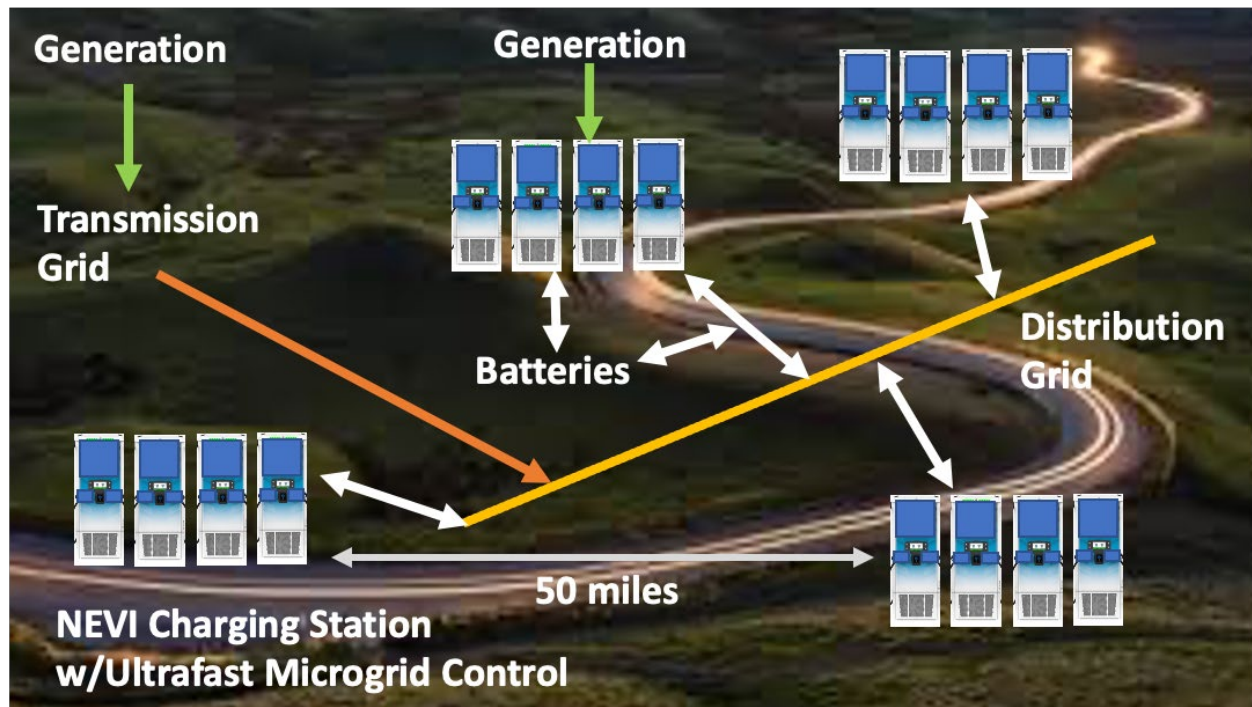 Generation
Generation
Transmission
Grid
Batteries
Distribution
Grid
50 miles
NEVI Charging Station
w/Ultrafast Microgrid Control